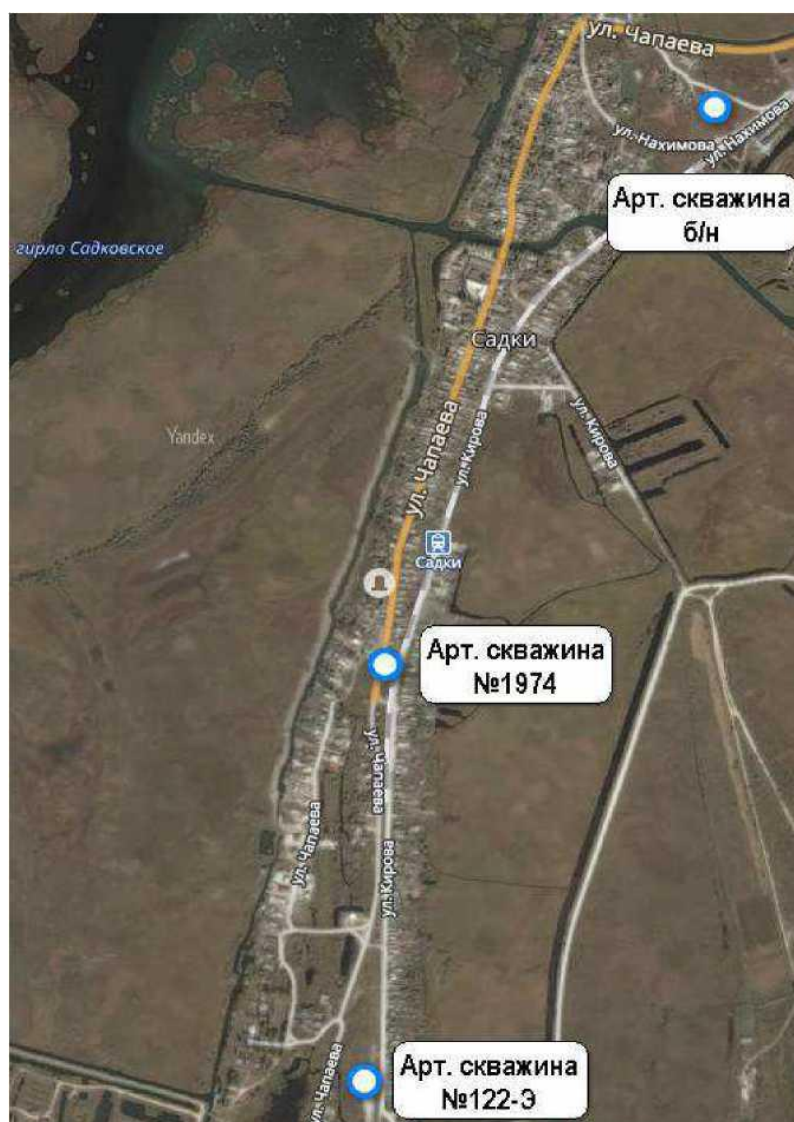 ул. Чапаева
ул. Нахимова
ул. Нахимова
Арт. скважина
б/н
гирло Садковское
Садки
Yandex
ул. Чапаева
ул. Кирова
ул. Кирова
Садки
Арт. скважина
№1974
ул. Чапаева
ул. Чапаева
ул. Кирова
ул. Чапаева
Арт. скважина
№122-Э